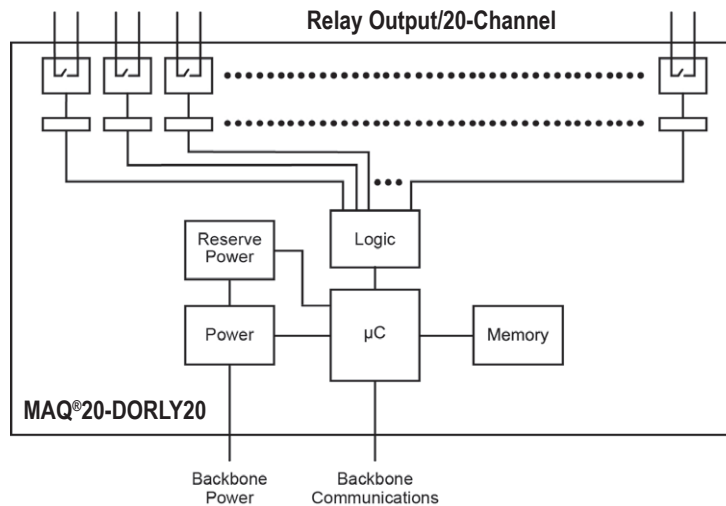 Relay Output/20-Channel
Logic
Reserve
Power
Power
µC
Memory
MAQ®20-DORLY20
Backbone
Power
Backbone
Communications